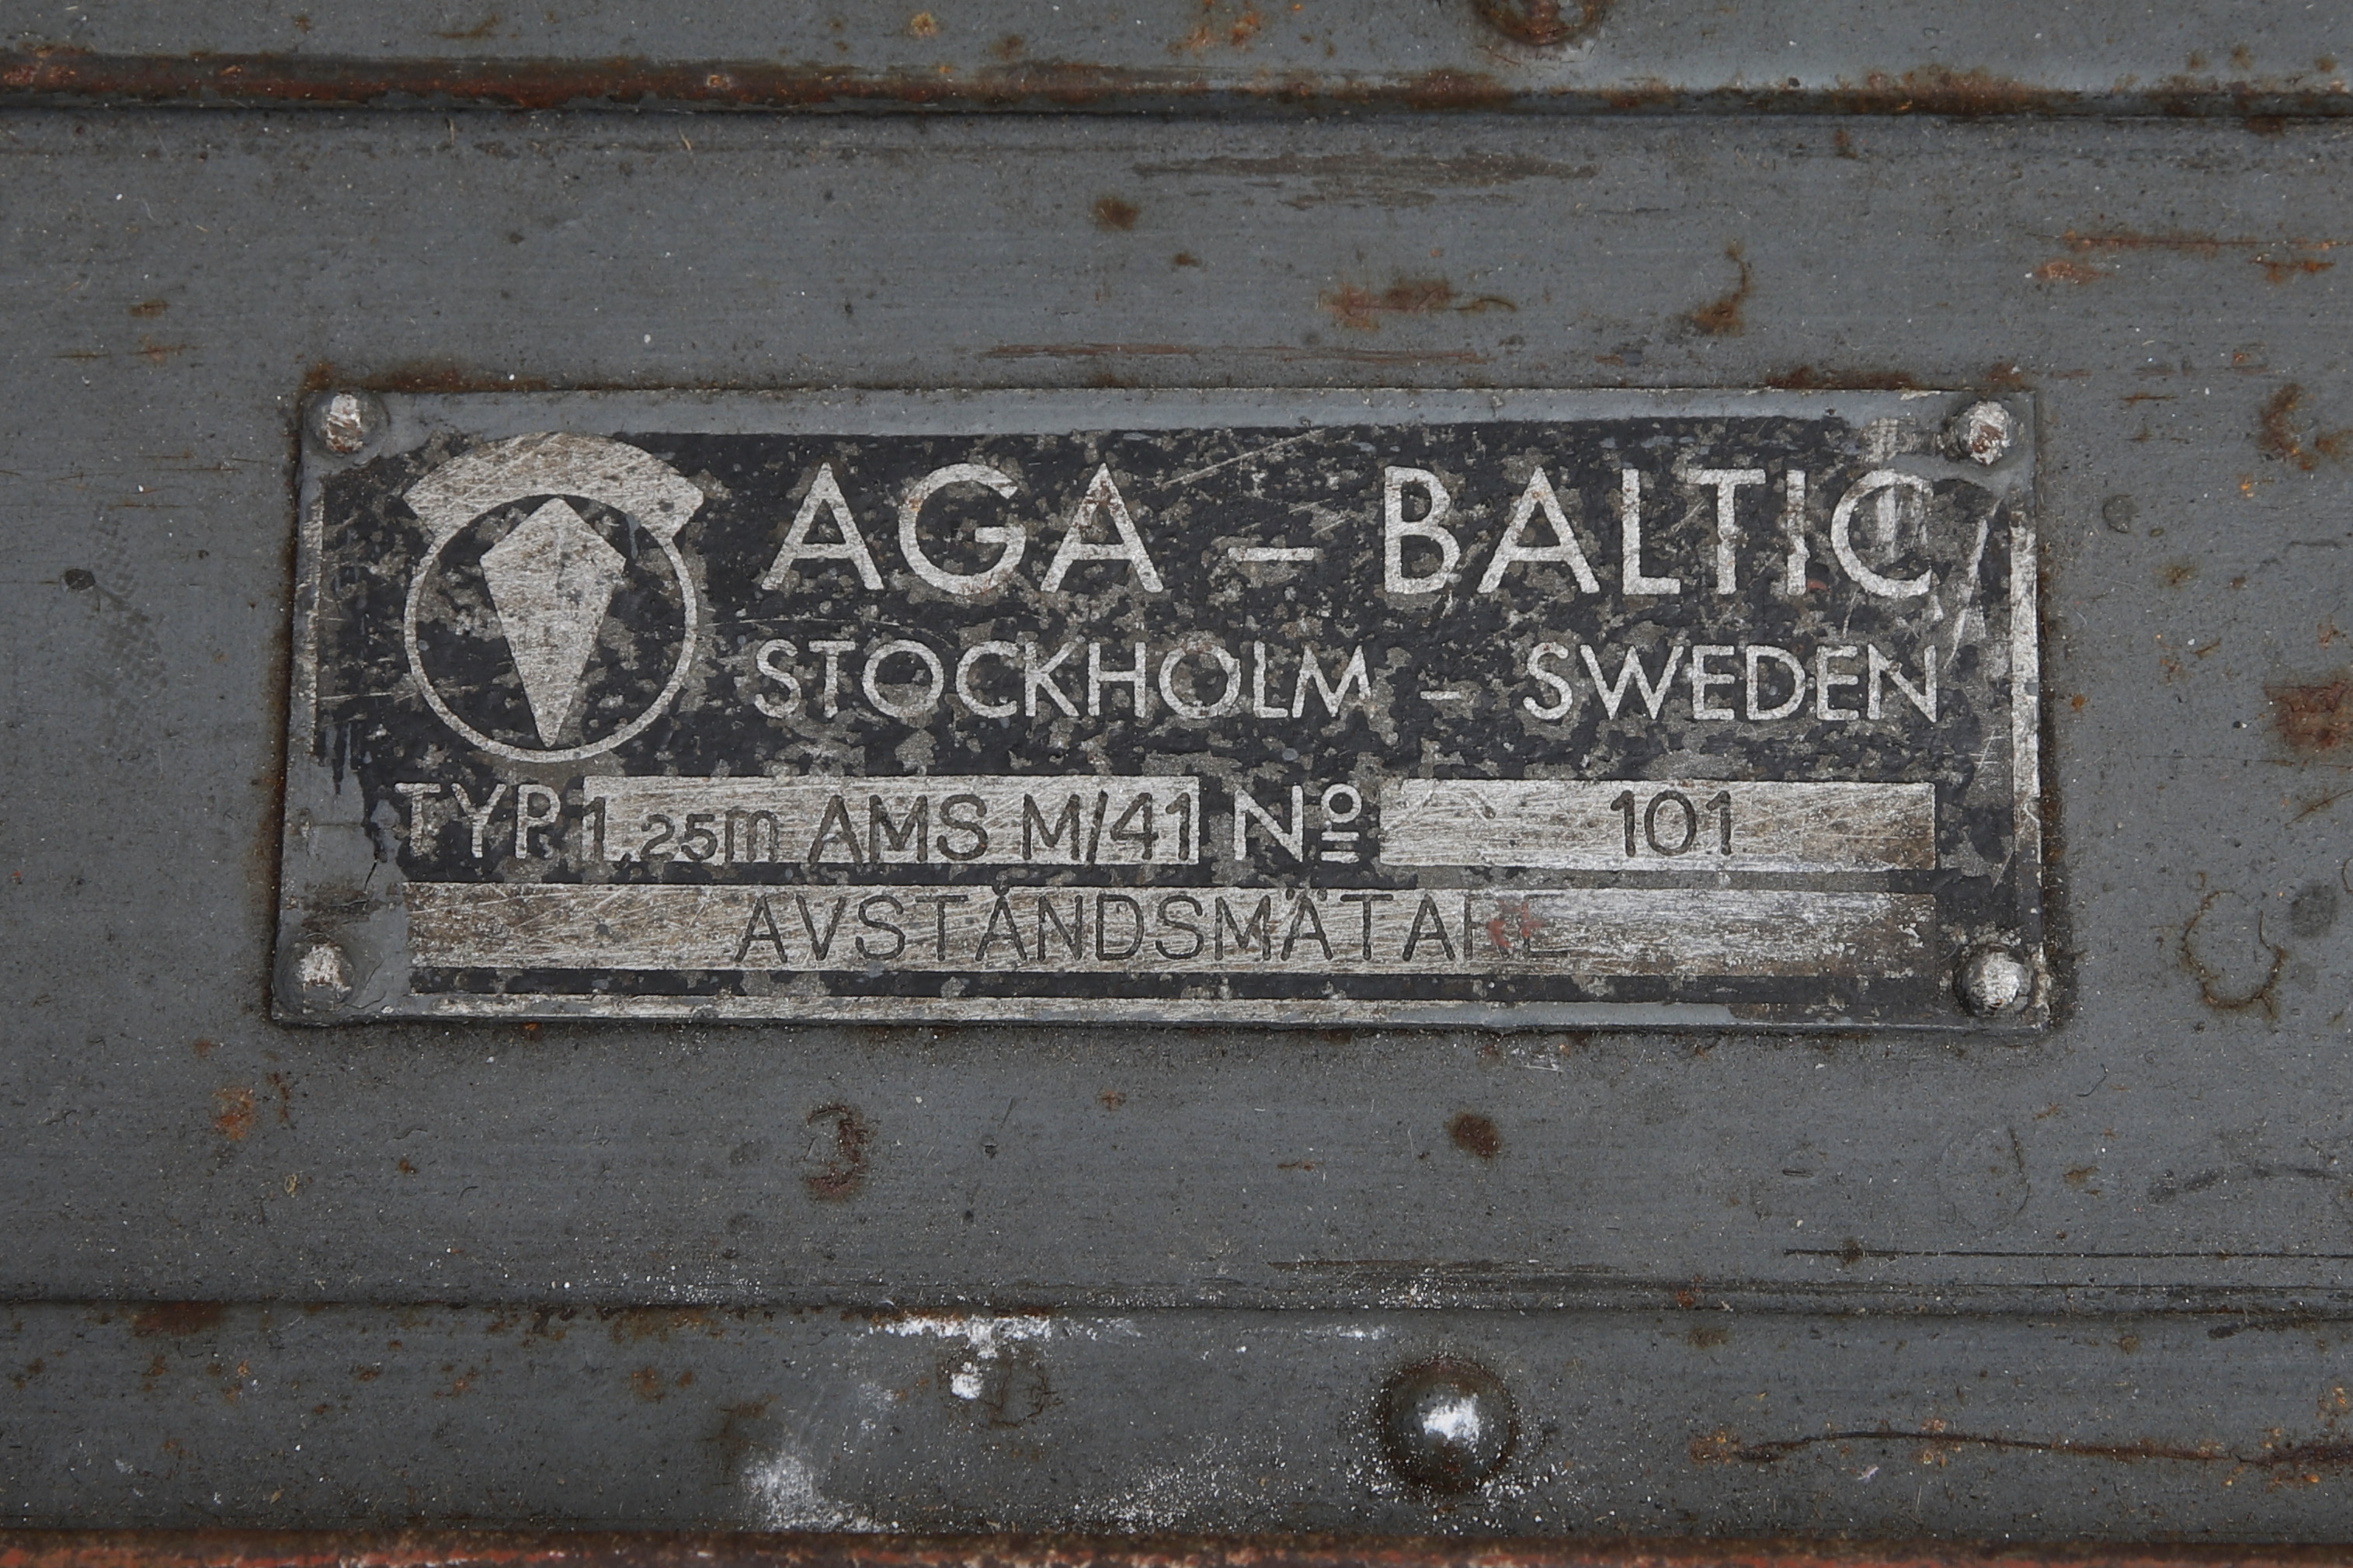 AGA – BALTIC
STOCKHOLM – SWEDEN
TYP 1,25m AMS M/41 Nº 101
AVSTÅNDSMÄTARE